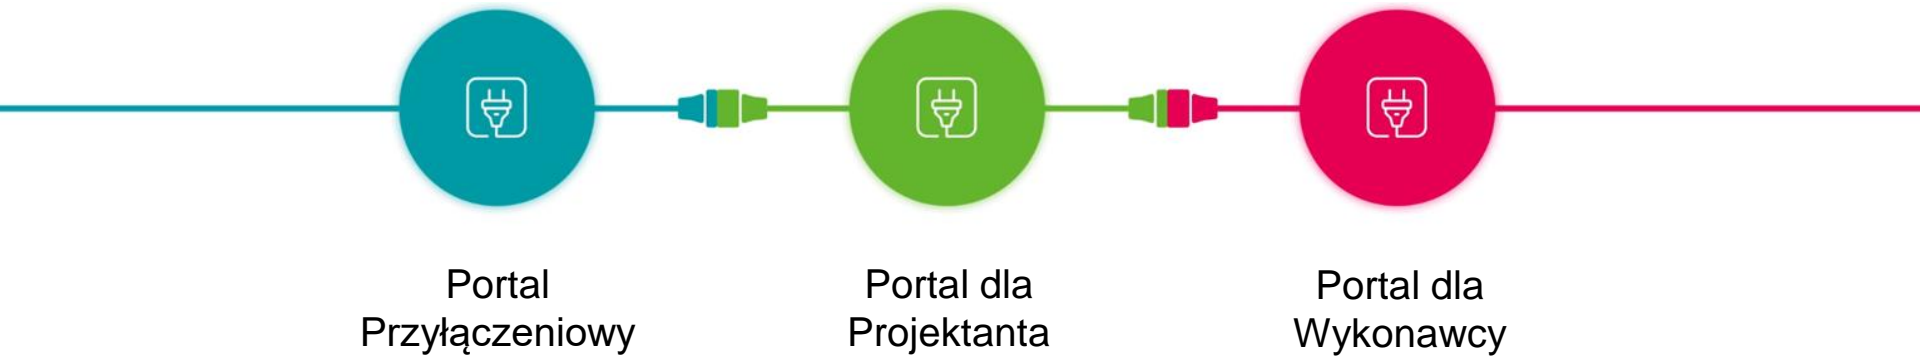 Portal
Przyłączeniowy
Portal dla
Projektanta
Portal dla
Wykonawcy